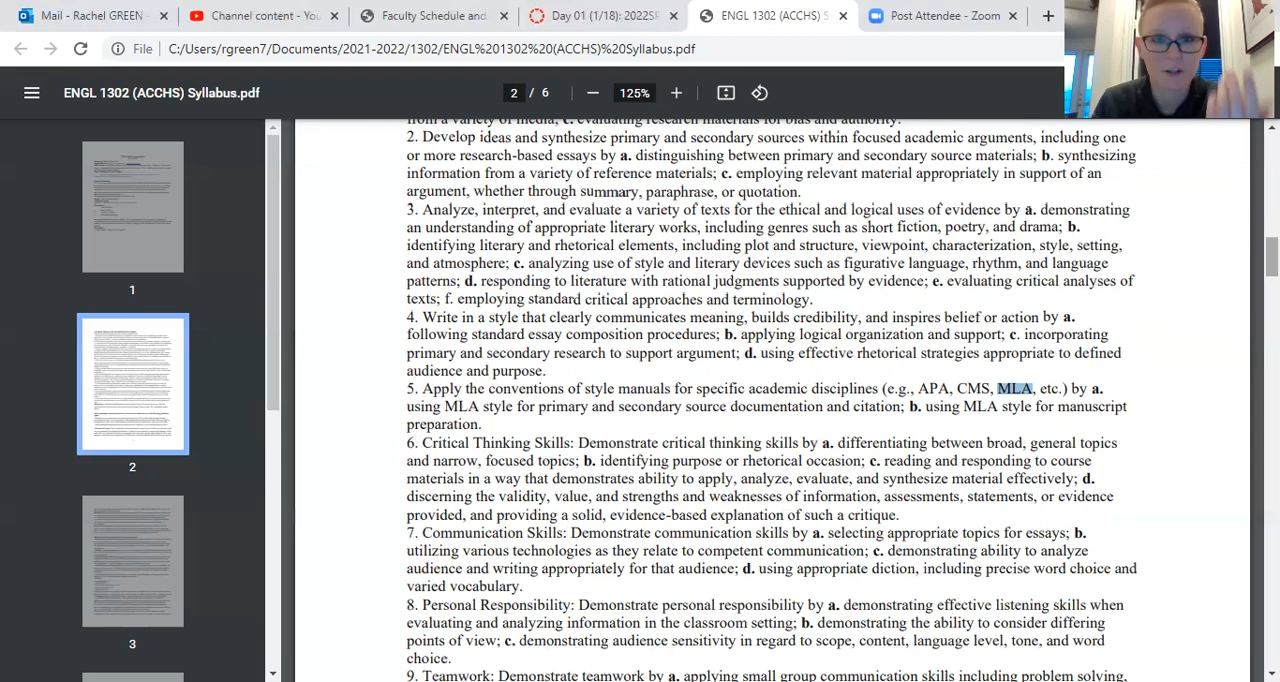 Mail - Rachel GREEN - Channel content - You Faculty Schedule and Day 01 (1/18): 2022SP ENGL 1302 (ACCHS) S Post Attendee - Zoom
File C:/Users/rgreen7/Documents/2021-2022/1302/ENGL%201302%20(ACCHS)%20Syllabus.pdf
ENGL 1302 (ACCHS) Syllabus.pdf 2 / 6 125%
1
2
3
from a variety of media; c. evaluating research materials for bias and authority.
2. Develop ideas and synthesize primary and secondary sources within focused academic arguments, including one
or more research-based essays by a. distinguishing between primary and secondary source materials; b. synthesizing
information from a variety of reference materials; c. employing relevant material appropriately in support of an
argument, whether through summary, paraphrase, or quotation.
3. Analyze, interpret, and evaluate a variety of texts for the ethical and logical uses of evidence by a. demonstrating
an understanding of appropriate literary works, including genres such as short fiction, poetry, and drama; b.
identifying literary and rhetorical elements, including plot and structure, viewpoint, characterization, style, setting,
and atmosphere; c. analyzing use of style and literary devices such as figurative language, rhythm, and language
patterns; d. responding to literature with rational judgments supported by evidence; e. evaluating critical analyses of
texts; f. employing standard critical approaches and terminology.
4. Write in a style that clearly communicates meaning, builds credibility, and inspires belief or action by a.
following standard essay composition procedures; b. applying logical organization and support; c. incorporating
primary and secondary research to support argument; d. using effective rhetorical strategies appropriate to defined
audience and purpose.
5. Apply the conventions of style manuals for specific academic disciplines (e.g., APA, CMS, MLA, etc.) by a.
using MLA style for primary and secondary source documentation and citation; b. using MLA style for manuscript
preparation.
6. Critical Thinking Skills: Demonstrate critical thinking skills by a. differentiating between broad, general topics
and narrow, focused topics; b. identifying purpose or rhetorical occasion; c. reading and responding to course
materials in a way that demonstrates ability to apply, analyze, evaluate, and synthesize material effectively; d.
discerning the validity, value, and strengths and weaknesses of information, assessments, statements, or evidence
provided, and providing a solid, evidence-based explanation of such a critique.
7. Communication Skills: Demonstrate communication skills by a. selecting appropriate topics for essays; b.
utilizing various technologies as they relate to competent communication; c. demonstrating ability to analyze
audience and writing appropriately for that audience; d. using appropriate diction, including precise word choice and
varied vocabulary.
8. Personal Responsibility: Demonstrate personal responsibility by a. demonstrating effective listening skills when
evaluating and analyzing information in the classroom setting; b. demonstrating the ability to consider differing
points of view; c. demonstrating audience sensitivity in regard to scope, content, language level, tone, and word
choice.
9. Teamwork: Demonstrate teamwork by a. applying small group communication skills including problem solving,